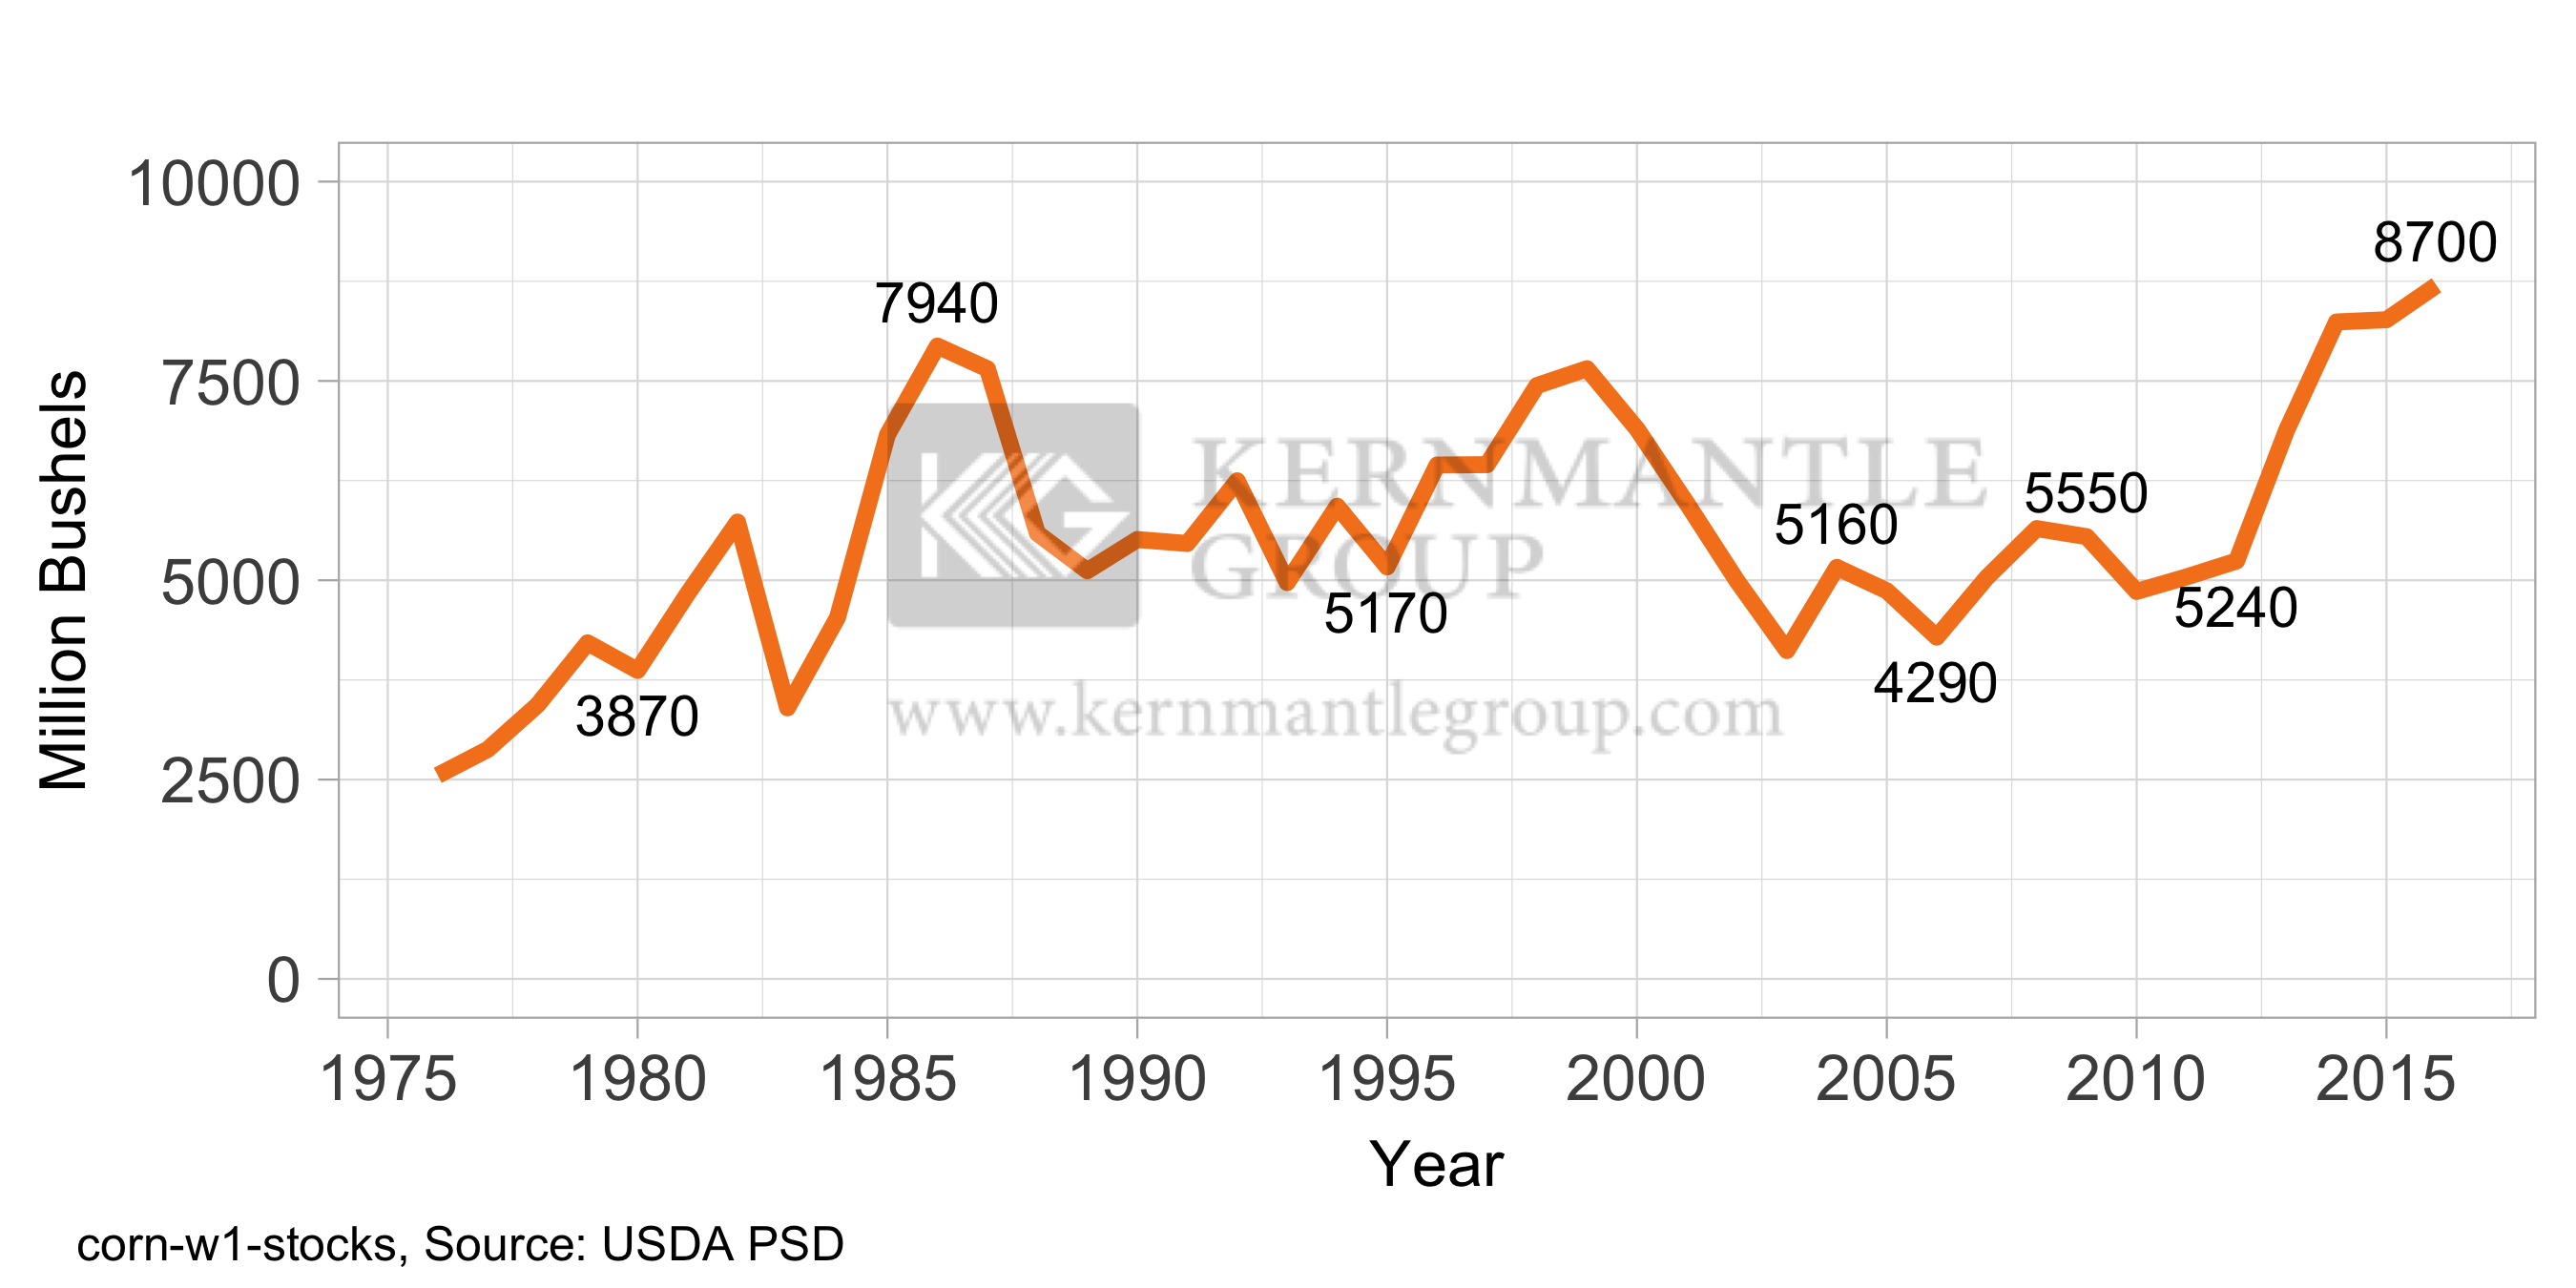 10000
7500
5000
2500
0
Million Bushels
8700
7940
5550
5160
5170
5240
4290
3870
KG
KERNMANTLE
GROUP
www.kernmantlegroup.com
1975 1980 1985 1990 1995 2000 2005 2010 2015
Year
corn-w1-stocks, Source: USDA PSD